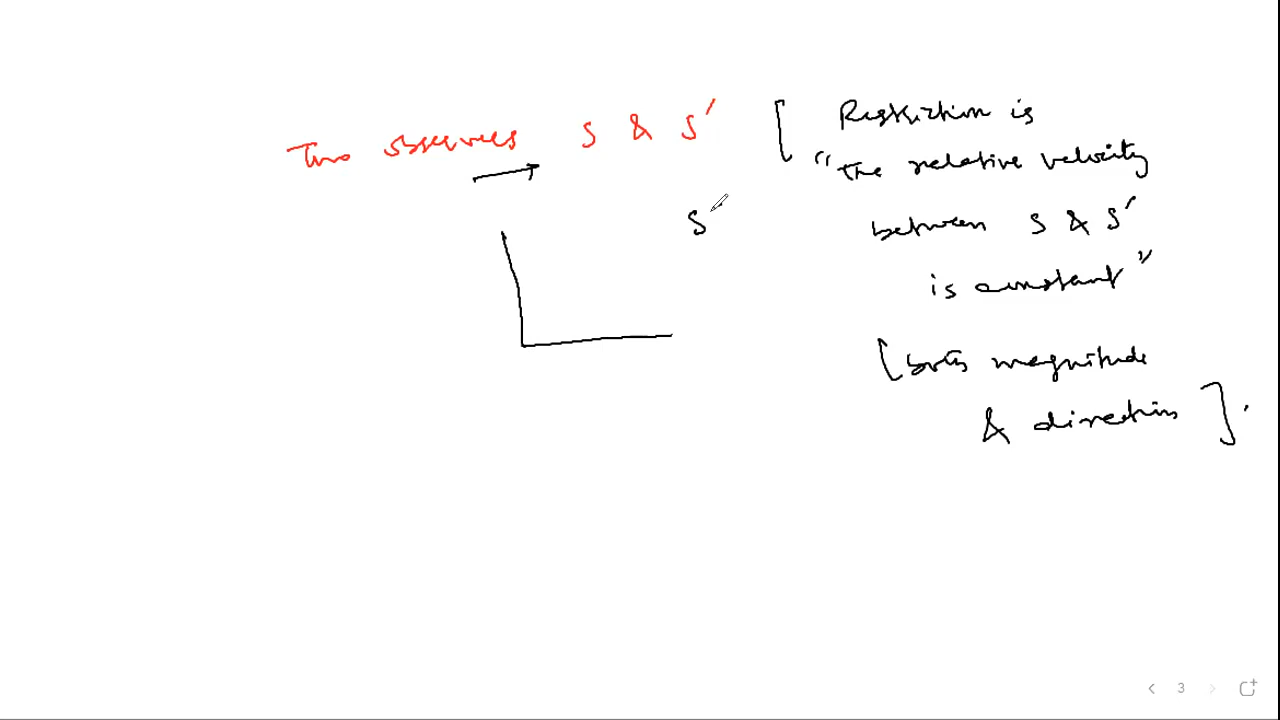 Two observers S & S'
[ Restriction is
"The relative velocity
between S & S'
is constant"
[both magnitude
& direction].
S'
3